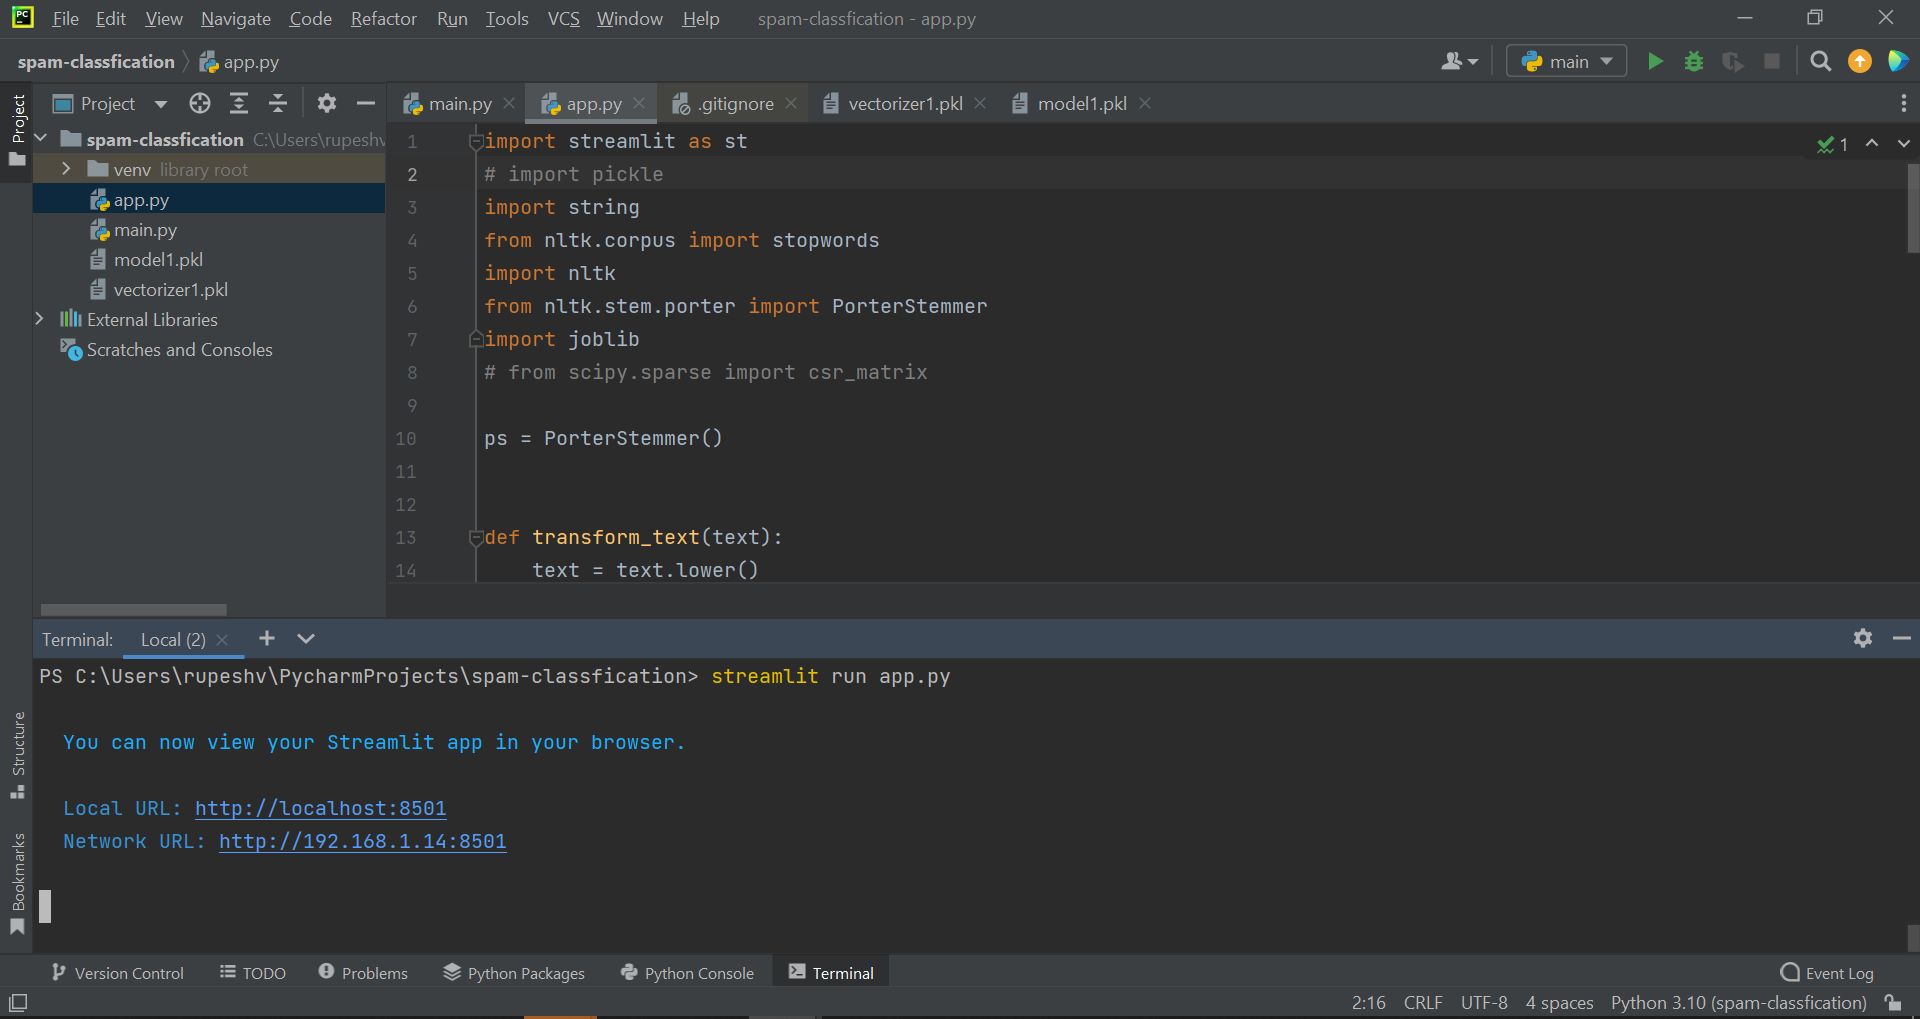 PC File Edit View Navigate Code Refactor Run Tools VCS Window Help spam-classfication - app.py
spam-classfication app.py main
Project main.py app.py .gitignore vectorizer1.pkl model1.pkl
Project
spam-classfication C:\Users\rupeshv
venv library root
app.py
main.py
model1.pkl
vectorizer1.pkl
External Libraries
Scratches and Consoles
1 import streamlit as st
2 # import pickle
3 import string
4 from nltk.corpus import stopwords
5 import nltk
6 from nltk.stem.porter import PorterStemmer
7 import joblib
8 # from scipy.sparse import csr_matrix
9
10 ps = PorterStemmer()
11
12
13 def transform_text(text):
14 text = text.lower()
1
Terminal: Local (2)
PS C:\Users\rupeshv\PycharmProjects\spam-classfication> streamlit run app.py
You can now view your Streamlit app in your browser.
Local URL: http://localhost:8501
Network URL: http://192.168.1.14:8501
Structure
Bookmarks
Version Control TODO Problems Python Packages Python Console Terminal Event Log
2:16 CRLF UTF-8 4 spaces Python 3.10 (spam-classfication)